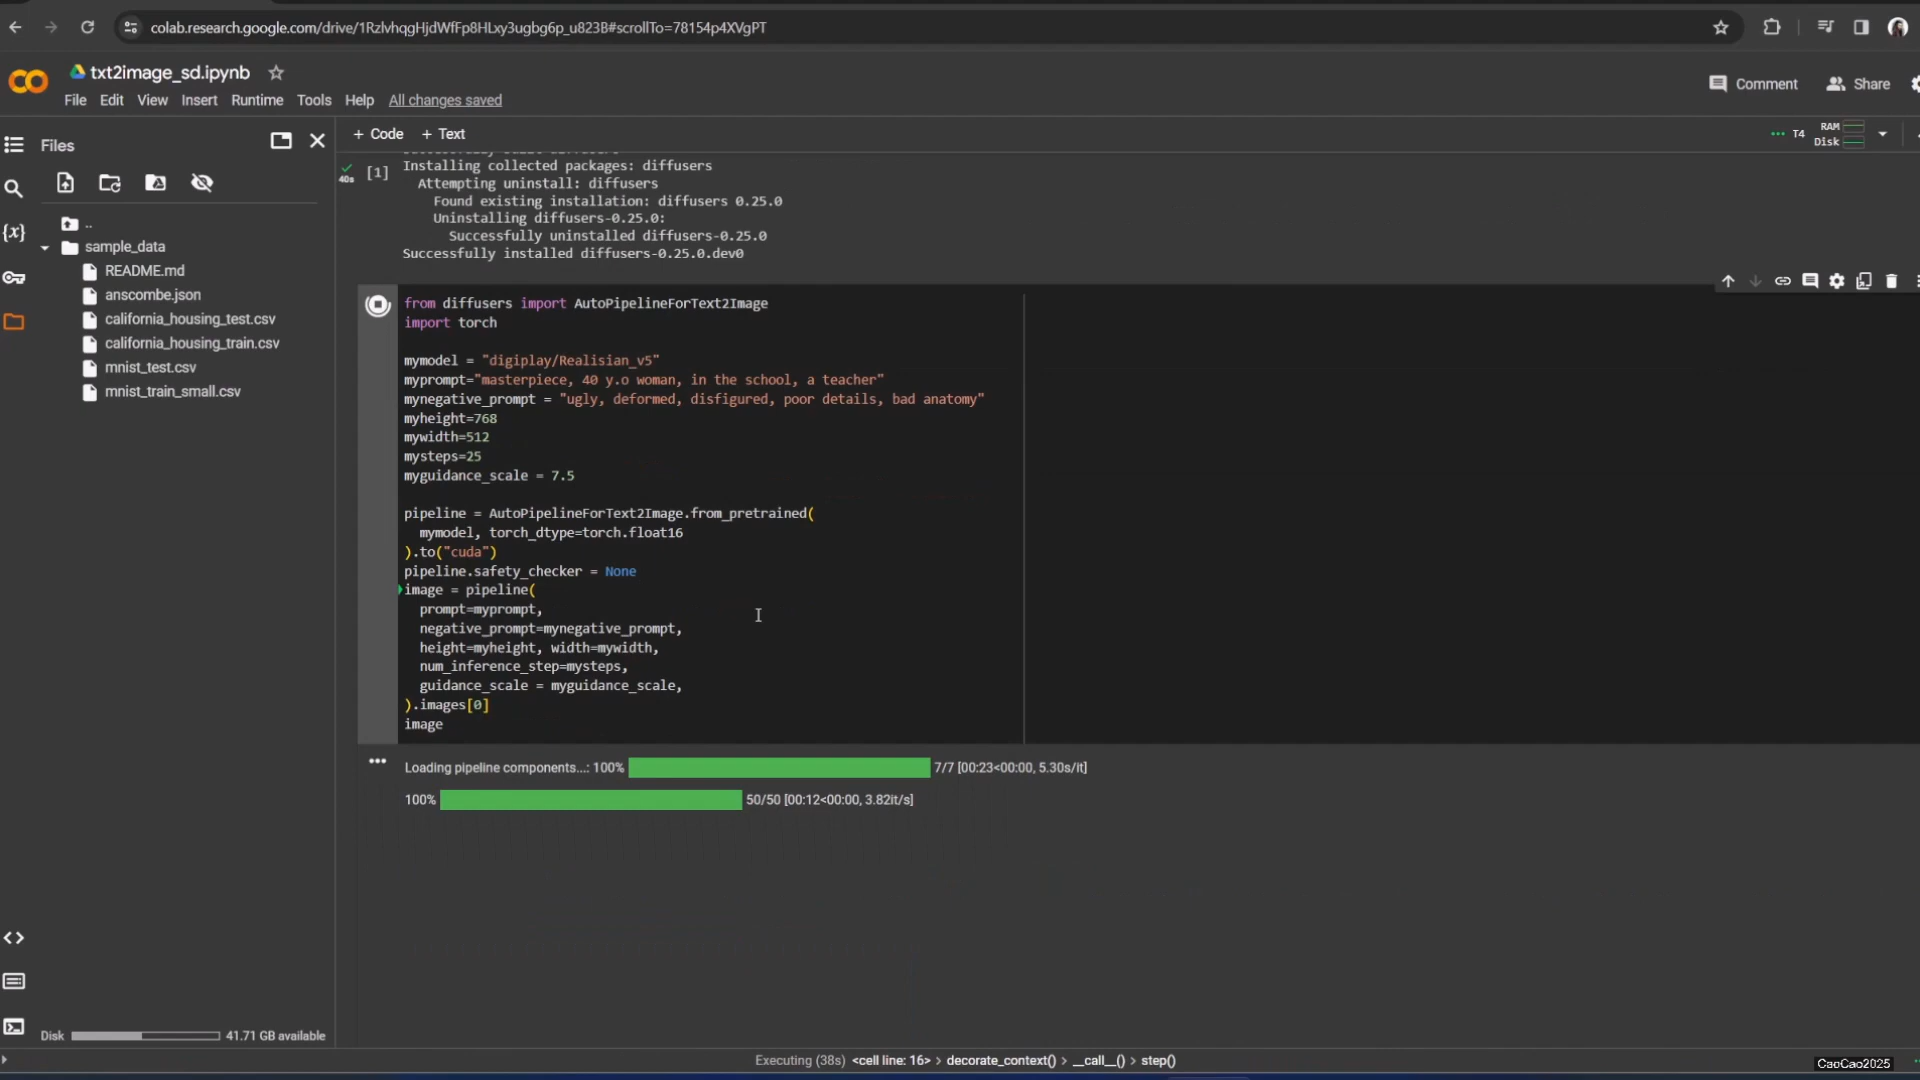 colab.research.google.com/drive/1RzlvhqgHjdWfFp8HLxy3ugbg6p_u823B#scrollTo=78154p4XVgPT
txt2image_sd.ipynb
File Edit View Insert Runtime Tools Help All changes saved
Comment Share
Files
+ Code + Text
T4 RAM Disk
..
sample_data
README.md
anscombe.json
california_housing_test.csv
california_housing_train.csv
mnist_test.csv
mnist_train_small.csv
40s [1]
Installing collected packages: diffusers
Attempting uninstall: diffusers
Found existing installation: diffusers 0.25.0
Uninstalling diffusers-0.25.0:
Successfully uninstalled diffusers-0.25.0
Successfully installed diffusers-0.25.0.dev0
from diffusers import AutoPipelineForText2Image
import torch
mymodel = "digiplay/Realisian_v5"
myprompt="masterpiece, 40 y.o woman, in the school, a teacher"
mynegative_prompt = "ugly, deformed, disfigured, poor details, bad anatomy"
myheight=768
mywidth=512
mysteps=25
myguidance_scale = 7.5
pipeline = AutoPipelineForText2Image.from_pretrained(
mymodel, torch_dtype=torch.float16
).to("cuda")
pipeline.safety_checker = None
image = pipeline(
prompt=myprompt,
negative_prompt=mynegative_prompt,
height=myheight, width=mywidth,
num_inference_step=mysteps,
guidance_scale = myguidance_scale,
).images[0]
image
Loading pipeline components...: 100% 7/7 [00:23<00:00, 5.30s/it]
100% 50/50 [00:12<00:00, 3.82it/s]
Disk 41.71 GB available
Executing (38s) <cell line: 16> > decorate_context() > __call__() > step()
CaoCao2025